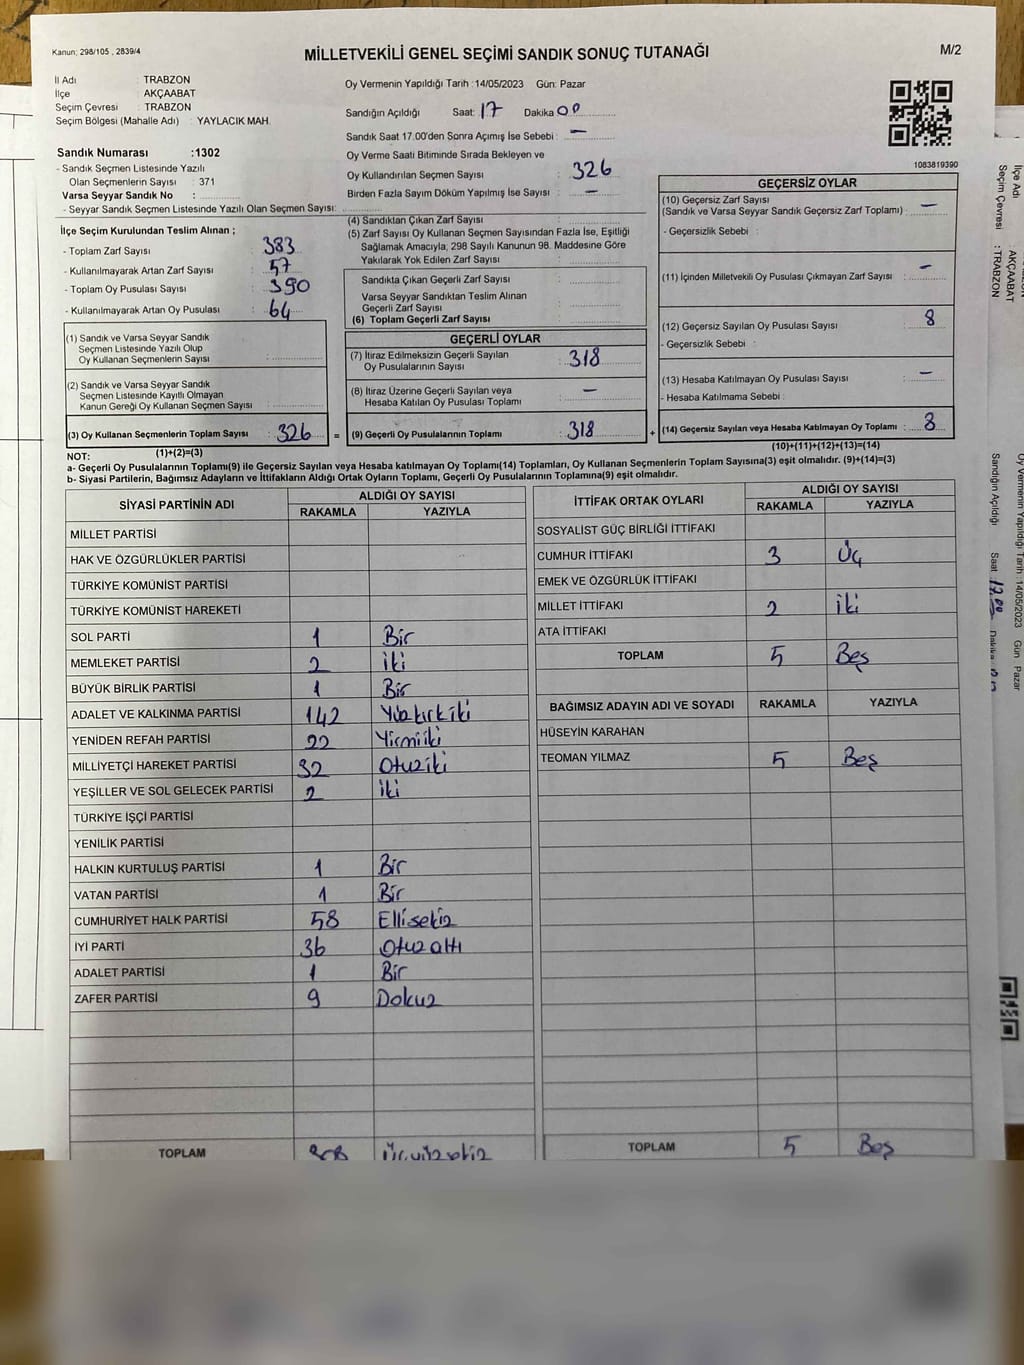 Kanun; 298/105 , 2839/4
MİLLETVEKİLİ GENEL SEÇİMİ SANDIK SONUÇ TUTANAĞI
M/2
İl Adı : TRABZON
İlçe : AKÇAABAT
Seçim Çevresi : TRABZON
Seçim Bölgesi (Mahalle Adı) : YAYLACIK MAH.
Sandık Numarası :1302
- Sandık Seçmen Listesinde Yazılı
Olan Seçmenlerin Sayısı : 371
Varsa Seyyar Sandık No :
- Seyyar Sandık Seçmen Listesinde Yazılı Olan Seçmen Sayısı:
Oy Vermenin Yapıldığı Tarih :14/05/2023 Gün: Pazar
Sandığın Açıldığı Saat: 17 Dakika 00
Sandık Saat 17.00'den Sonra Açımış İse Sebebi : —
Oy Verme Saati Bitiminde Sırada Bekleyen ve
Oy Kullandırılan Seçmen Sayısı : 326
Birden Fazla Sayım Döküm Yapılmış İse Sayısı : —
1083819390
İlçe Seçim Kurulundan Teslim Alınan ;
- Toplam Zarf Sayısı : 383
- Kullanılmayarak Artan Zarf Sayısı : 57
- Toplam Oy Pusulası Sayısı : 390
- Kullanılmayarak Artan Oy Pusulası : 64
(1) Sandık ve Varsa Seyyar Sandık
Seçmen Listesinde Yazılı Olup
Oy Kullanan Seçmenlerin Sayısı :
(2) Sandık ve Varsa Seyyar Sandık
Seçmen Listesinde Kayıtlı Olmayan
Kanun Gereği Oy Kullanan Seçmen Sayısı :
(3) Oy Kullanan Seçmenlerin Toplam Sayısı : 326 =
(1)+(2)=(3)
(4) Sandıktan Çıkan Zarf Sayısı :
(5) Zarf Sayısı Oy Kullanan Seçmen Sayısından Fazla İse, Eşitliği
Sağlamak Amacıyla, 298 Sayılı Kanunun 98. Maddesine Göre
Yakılarak Yok Edilen Zarf Sayısı :
Sandıkta Çıkan Geçerli Zarf Sayısı :
Varsa Seyyar Sandıktan Teslim Alınan
Geçerli Zarf Sayısı :
(6) Toplam Geçerli Zarf Sayısı :
GEÇERLİ OYLAR
(7) İtiraz Edilmeksizin Geçerli Sayılan
Oy Pusulalarının Sayısı : 318
(8) İtiraz Üzerine Geçerli Sayılan veya
Hesaba Katılan Oy Pusulası Toplamı : —
(9) Geçerli Oy Pusulalarının Toplamı : 318 +
GEÇERSİZ OYLAR
(10) Geçersiz Zarf Sayısı
(Sandık ve Varsa Seyyar Sandık Geçersiz Zarf Toplamı) : —
- Geçersizlik Sebebi :
(11) İçinden Milletvekili Oy Pusulası Çıkmayan Zarf Sayısı : —
(12) Geçersiz Sayılan Oy Pusulası Sayısı : 8
- Geçersizlik Sebebi :
(13) Hesaba Katılmayan Oy Pusulası Sayısı : —
- Hesaba Katılmama Sebebi :
(14) Geçersiz Sayılan veya Hesaba Katılmayan Oy Toplamı : 8
(10)+(11)+(12)+(13)=(14)
NOT:
a- Geçerli Oy Pusulalarının Toplamı(9) ile Geçersiz Sayılan veya Hesaba katılmayan Oy Toplamı(14) Toplamları, Oy Kullanan Seçmenlerin Toplam Sayısına(3) eşit olmalıdır. (9)+(14)=(3)
b- Siyasi Partilerin, Bağımsız Adayların ve İttifakların Aldığı Ortak Oyların Toplamı, Geçerli Oy Pusulalarının Toplamına(9) eşit olmalıdır.
SİYASİ PARTİNİN ADI ALDIĞI OY SAYISI
RAKAMLA YAZIYLA
MİLLET PARTİSİ
HAK VE ÖZGÜRLÜKLER PARTİSİ
TÜRKİYE KOMÜNİST PARTİSİ
TÜRKİYE KOMÜNİST HAREKETİ
SOL PARTİ 1 Bir
MEMLEKET PARTİSİ 2 İki
BÜYÜK BİRLİK PARTİSİ 1 Bir
ADALET VE KALKINMA PARTİSİ 142 Yüzkırkiki
YENİDEN REFAH PARTİSİ 22 Yirmiiki
MİLLİYETÇİ HAREKET PARTİSİ 32 Otuziki
YEŞİLLER VE SOL GELECEK PARTİSİ 2 İki
TÜRKİYE İŞÇİ PARTİSİ
YENİLİK PARTİSİ
HALKIN KURTULUŞ PARTİSİ 1 Bir
VATAN PARTİSİ 1 Bir
CUMHURİYET HALK PARTİSİ 58 Ellisekiz
İYİ PARTİ 36 Otuzaltı
ADALET PARTİSİ 1 Bir
ZAFER PARTİSİ 9 Dokuz
TOPLAM 308 Üçyüzsekiz
İTTİFAK ORTAK OYLARI ALDIĞI OY SAYISI
RAKAMLA YAZIYLA
SOSYALİST GÜÇ BİRLİĞİ İTTİFAKI
CUMHUR İTTİFAKI 3 Üç
EMEK VE ÖZGÜRLÜK İTTİFAKI
MİLLET İTTİFAKI 2 İki
ATA İTTİFAKI
TOPLAM 5 Beş
BAĞIMSIZ ADAYIN ADI VE SOYADI RAKAMLA YAZIYLA
HÜSEYİN KARAHAN
TEOMAN YILMAZ 5 Beş
TOPLAM 5 Beş
İlçe Adı : AKÇAABAT
Seçim Çevresi : TRABZON
Oy Vermenin Yapıldığı Tarih :14/05/2023 Gün Pazar
Sandığın Açıldığı Saat 17.00